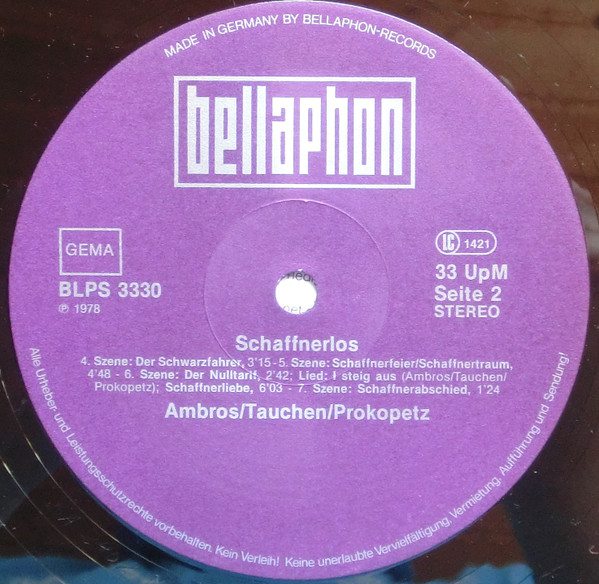 MADE IN GERMANY BY BELLAPHON-RECORDS
bellaphon
GEMA
BLPS 3330
℗ 1978
LC 1421
33 UpM
Seite 2
STEREO
Schaffnerlos
4. Szene: Der Schwarzfahrer, 3'15 - 5. Szene: Schaffnerfeier/Schaffnertraum,
4'48 - 6. Szene: Der Nulltarif, 2'42; Lied: I steig aus (Ambros/Tauchen/
Prokopetz); Schaffnerliebe, 6'03 - 7. Szene: Schaffnerabschied, 1'24
Ambros/Tauchen/Prokopetz
Alle Urheber und Leistungsschutzrechte vorbehalten. Kein Verleih! Keine unerlaubte Vervielfältigung, Vermietung, Aufführung und Sendung!